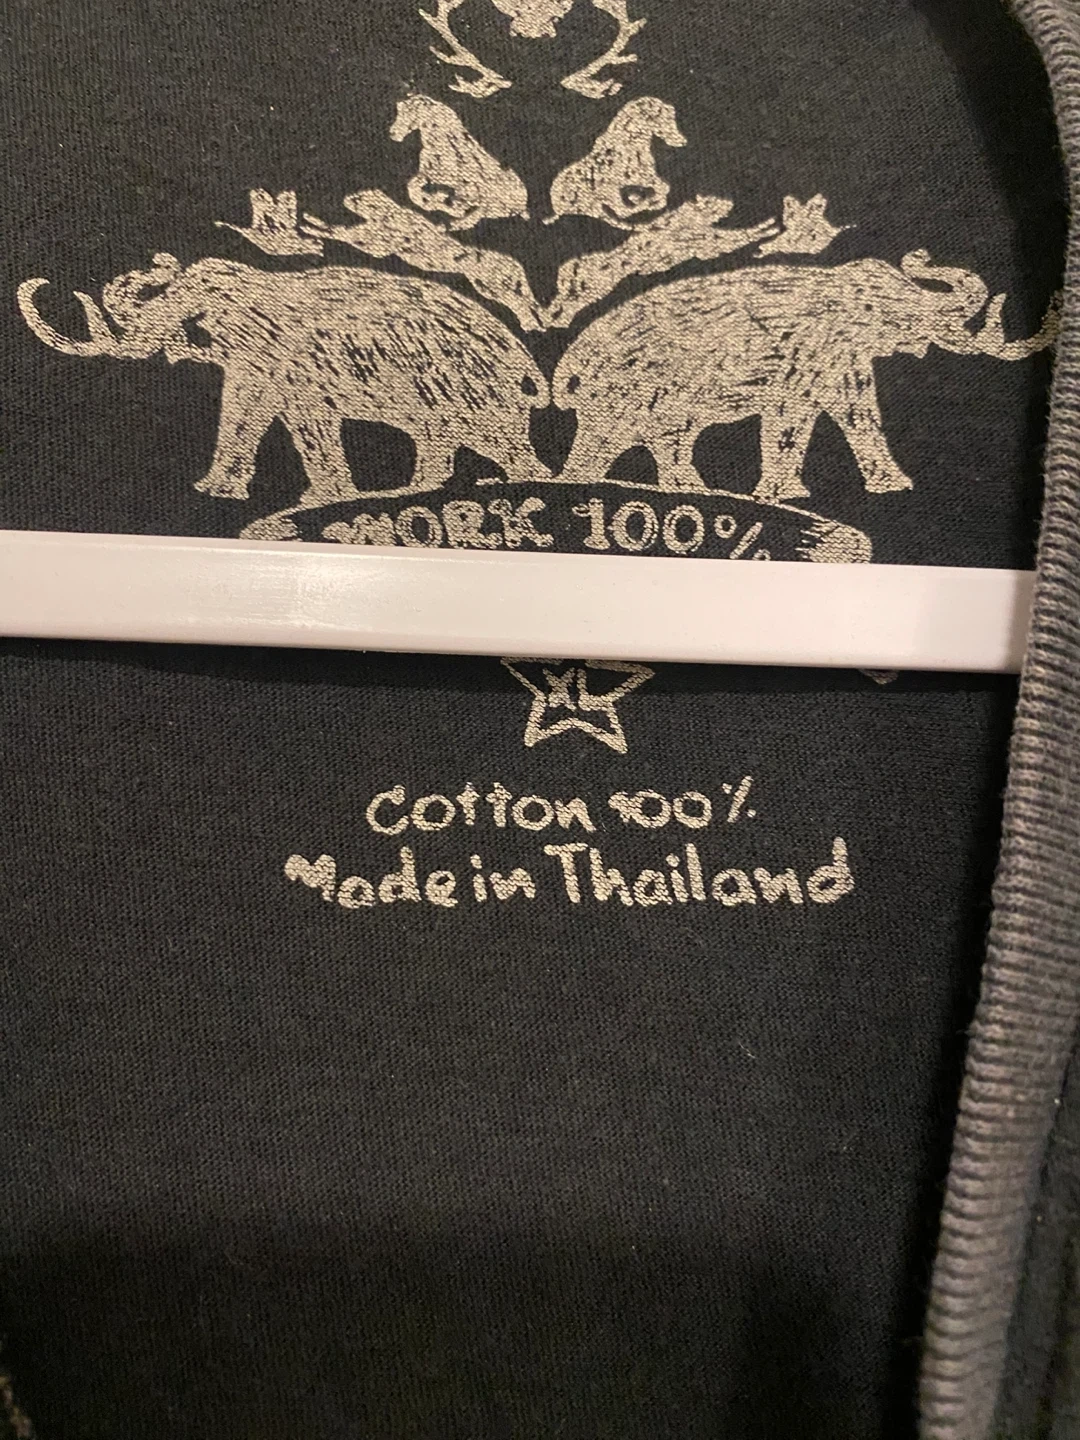 WORK 100%
XL
Cotton 100%
Made in Thailand